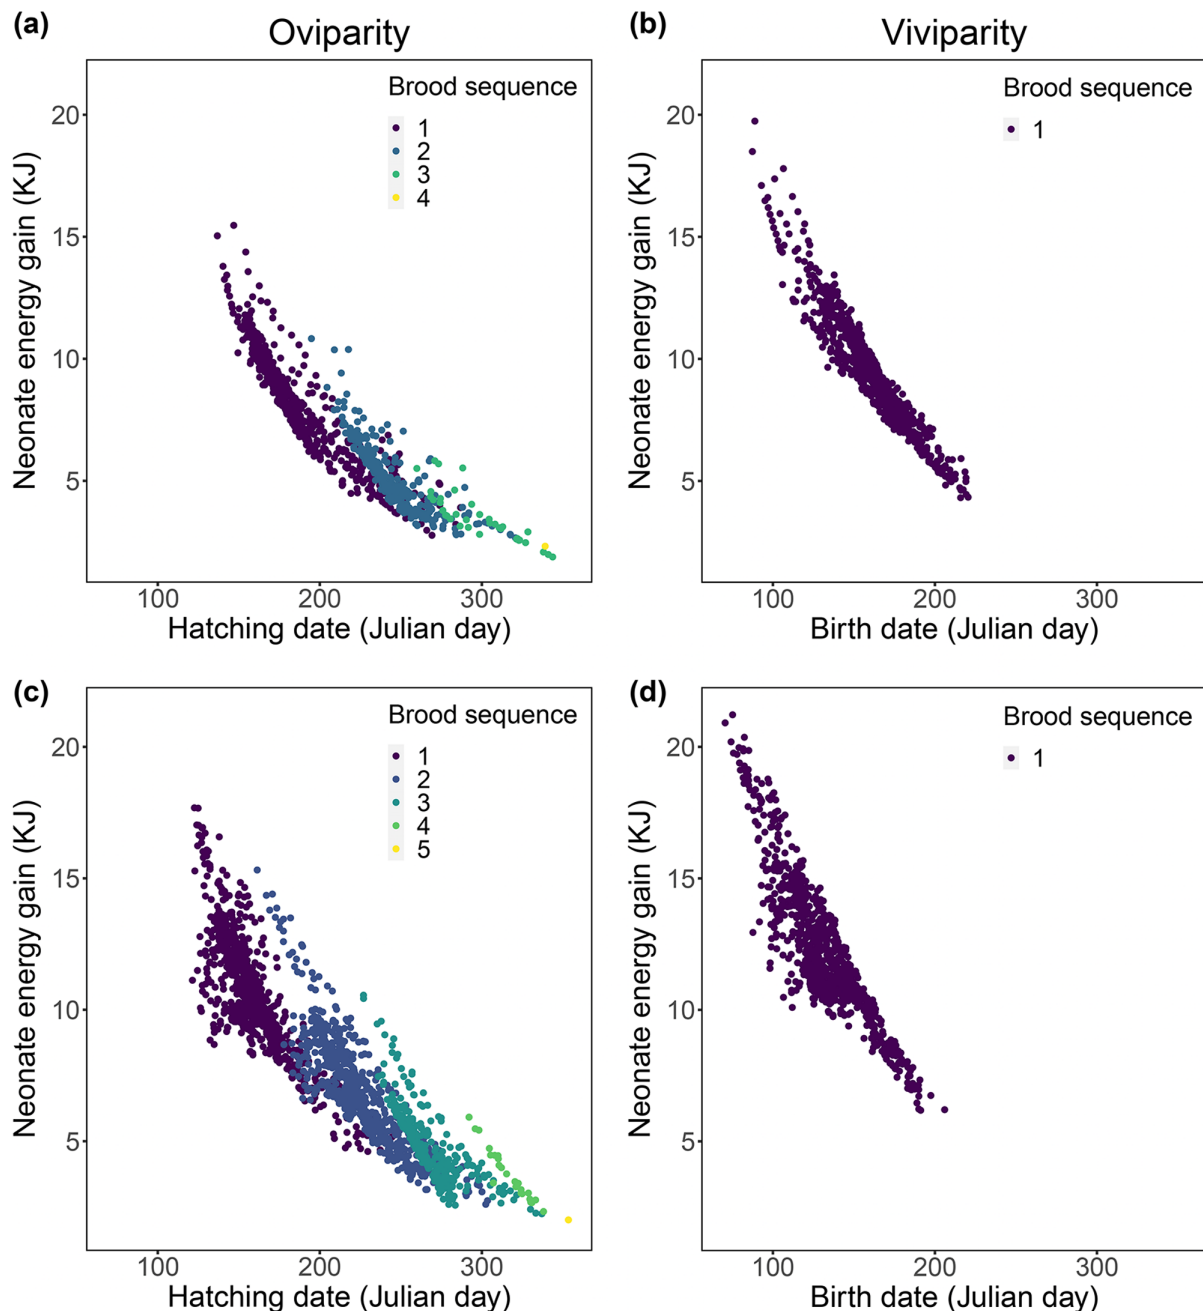 (a)
Oviparity
Neonate energy gain (KJ)
20
15
10
5
Brood sequence
1
2
3
4
100
200
300
Hatching date (Julian day)
(b)
Viviparity
Neonate energy gain (KJ)
20
15
10
5
Brood sequence
1
100
200
300
Birth date (Julian day)
(c)
Neonate energy gain (KJ)
20
15
10
5
Brood sequence
1
2
3
4
5
100
200
300
Hatching date (Julian day)
(d)
Neonate energy gain (KJ)
20
15
10
5
Brood sequence
1
100
200
300
Birth date (Julian day)